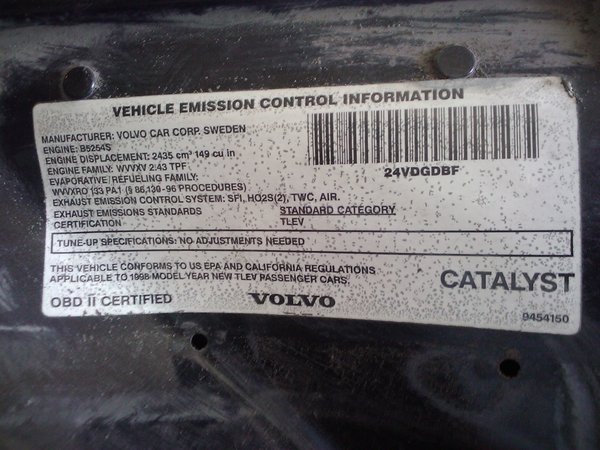 VEHICLE EMISSION CONTROL INFORMATION
MANUFACTURER: VOLVO CAR CORP. SWEDEN
ENGINE: B5254S
ENGINE DISPLACEMENT: 2435 cm³ 149 cu in
ENGINE FAMILY: WVVXV 2.43 TPF
EVAPORATIVE/REFUELING FAMILY:
WVVXRO 133 PA1 (§ 86.130-96 PROCEDURES)
EXHAUST EMISSION CONTROL SYSTEM: SFI, HO2S(2), TWC, AIR.
EXHAUST EMISSIONS STANDARDS STANDARD CATEGORY
CERTIFICATION TLEV
24VDGDBF
TUNE-UP SPECIFICATIONS: NO ADJUSTMENTS NEEDED
THIS VEHICLE CONFORMS TO US EPA AND CALIFORNIA REGULATIONS
APPLICABLE TO 1998 MODEL YEAR NEW TLEV PASSENGER CARS.
CATALYST
OBD II CERTIFIED VOLVO 9454150